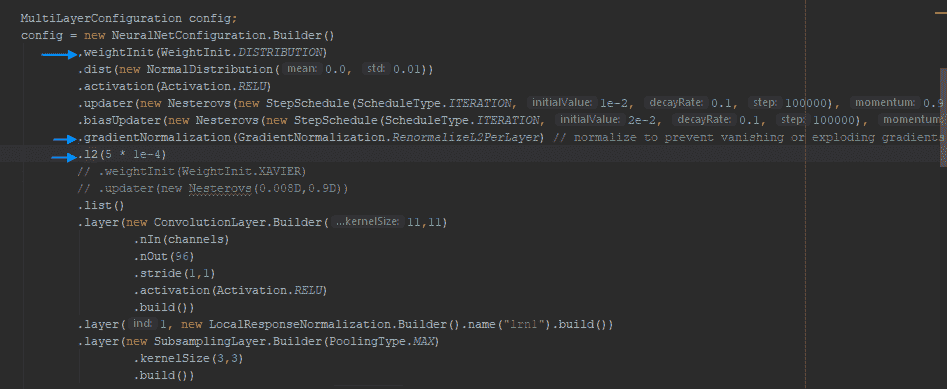 MultiLayerConfiguration config;
config = new NeuralNetConfiguration.Builder()
.weightInit(WeightInit.DISTRIBUTION)
.dist(new NormalDistribution( mean: 0.0, std: 0.01))
.activation(Activation.RELU)
.updater(new Nesterovs(new StepSchedule(ScheduleType.ITERATION, initialValue: 1e-2, decayRate: 0.1, step: 100000), momentum: 0.9
.biasUpdater(new Nesterovs(new StepSchedule(ScheduleType.ITERATION, initialValue: 2e-2, decayRate: 0.1, step: 100000), momentum
.gradientNormalization(GradientNormalization.RenormalizeL2PerLayer) // normalize to prevent vanishing or exploding gradients
.l2(5 * 1e-4)
// .weightInit(WeightInit.XAVIER)
// .updater(new Nesterovs(0.008D,0.9D))
.list()
.layer(new ConvolutionLayer.Builder( ...kernelSize: 11,11)
.nIn(channels)
.nOut(96)
.stride(1,1)
.activation(Activation.RELU)
.build())
.layer( ind: 1, new LocalResponseNormalization.Builder().name("lrn1").build())
.layer(new SubsamplingLayer.Builder(PoolingType.MAX)
.kernelSize(3,3)
.build())